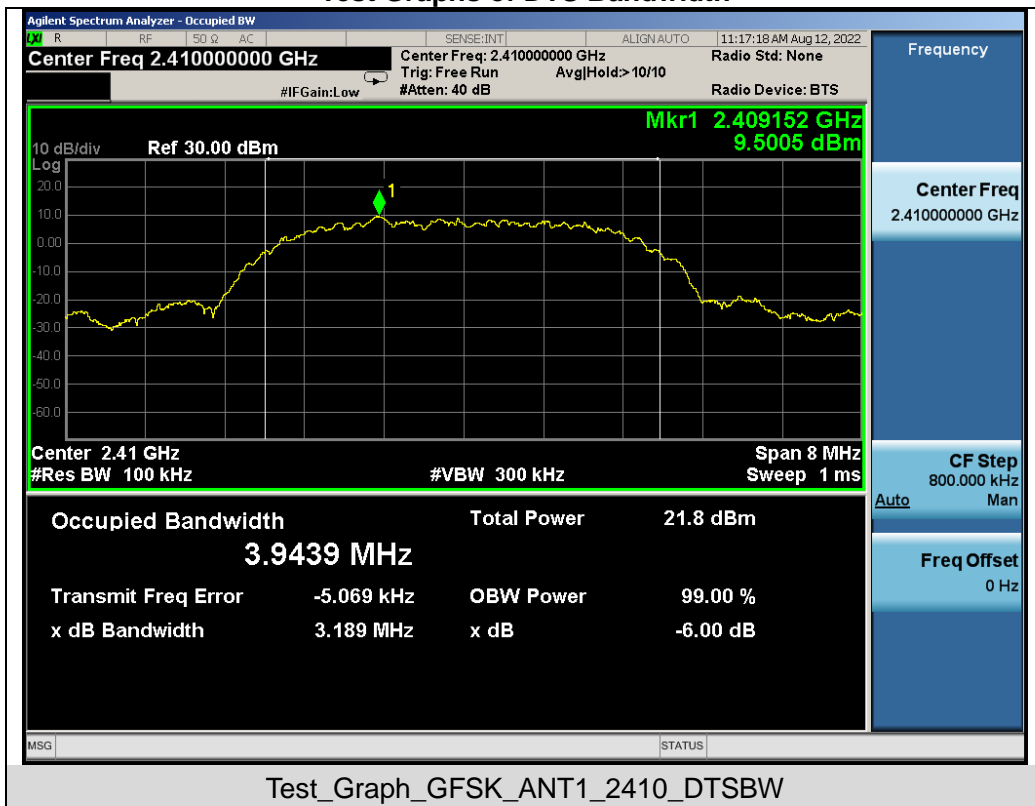 Test Graphs of DTS Bandwidth
Agilent Spectrum Analyzer - Occupied BW
LXI R RF 50 Ω AC SENSE:INT ALIGN AUTO 11:17:18 AM Aug 12, 2022
Center Freq 2.410000000 GHz
Center Freq: 2.410000000 GHz
Radio Std: None
Trig: Free Run Avg|Hold:> 10/10
#IFGain:Low
#Atten: 40 dB
Radio Device: BTS
Mkr1 2.409152 GHz
9.5005 dBm
10 dB/div Ref 30.00 dBm
Log
20.0
1
10.0
0.00
-10.0
-20.0
-30.0
-40.0
-50.0
-60.0
Center 2.41 GHz Span 8 MHz
#Res BW 100 kHz #VBW 300 kHz Sweep 1 ms
Occupied Bandwidth Total Power 21.8 dBm
3.9439 MHz
Transmit Freq Error -5.069 kHz OBW Power 99.00 %
x dB Bandwidth 3.189 MHz x dB -6.00 dB
MSG STATUS
Frequency
Center Freq
2.410000000 GHz
CF Step
800.000 kHz
Auto Man
Freq Offset
0 Hz
Test_Graph_GFSK_ANT1_2410_DTSBW